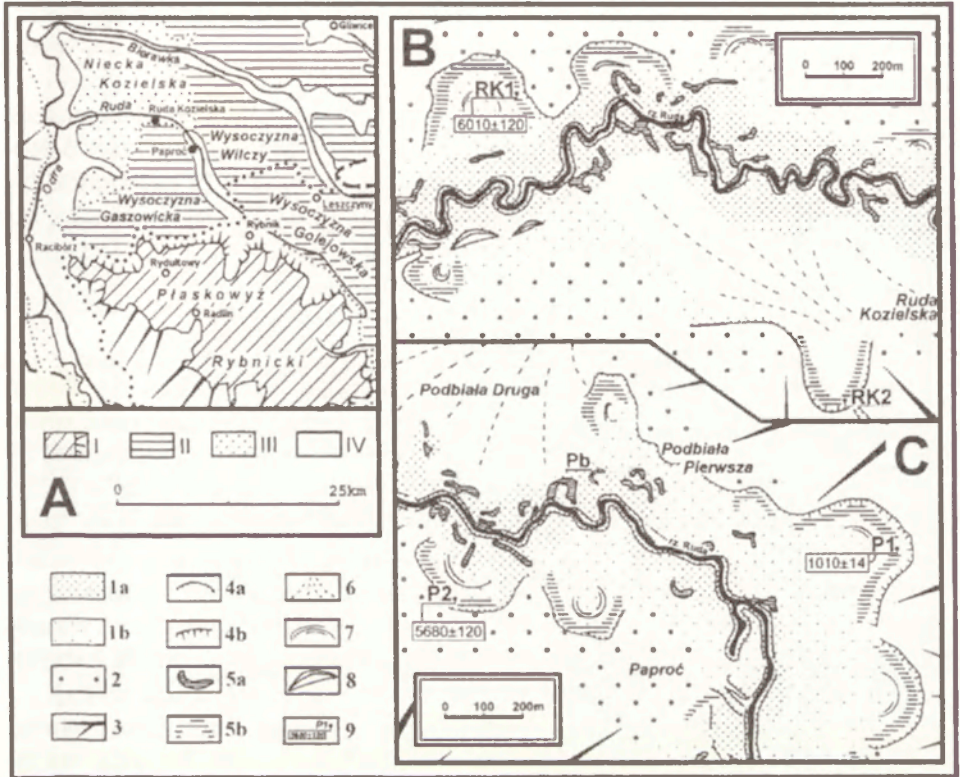 Gliwice
Bierawka
Niecka
Kozielska
Ruda
Ruda Kozielska
Paproć
Wysoczyzna
Wilczy
Odra
Wysoczyzna
Gaszowicka
Leszczyny
Wysoczyzna
Golejowska
Rybnik
Racibórz
Rydułtowy
Płaskowyż
Radlin
Rybnicki
I II III IV
A
0 25km
B
0 100 200m
RK1
6010±120
rz. Ruda
Ruda
Kozielska
RK2
C
Podbiała Druga
Podbiała
Pierwsza
Pb
rz. Ruda
P1
1010±14
P2
5680±120
Paproć
0 100 200m
1a 4a 6
1b 4b 7
2 5a 8
3 5b P1 9